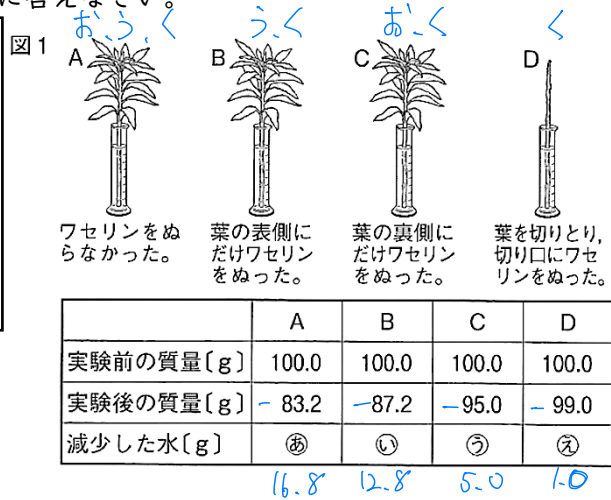 に答えなさい。
お、う、く
う、く
お、く
く
図1
A
B
C
D
ワセリンをぬ
らなかった。
葉の表側に
だけワセリン
をぬった。
葉の裏側に
だけワセリン
をぬった。
葉を切りとり,
切り口にワセ
リンをぬった。
A B C D
実験前の質量〔g〕 100.0 100.0 100.0 100.0
実験後の質量〔g〕 -83.2 -87.2 -95.0 -99.0
減少した水〔g〕 あ い う え
16.8 12.8 5.0 1.0